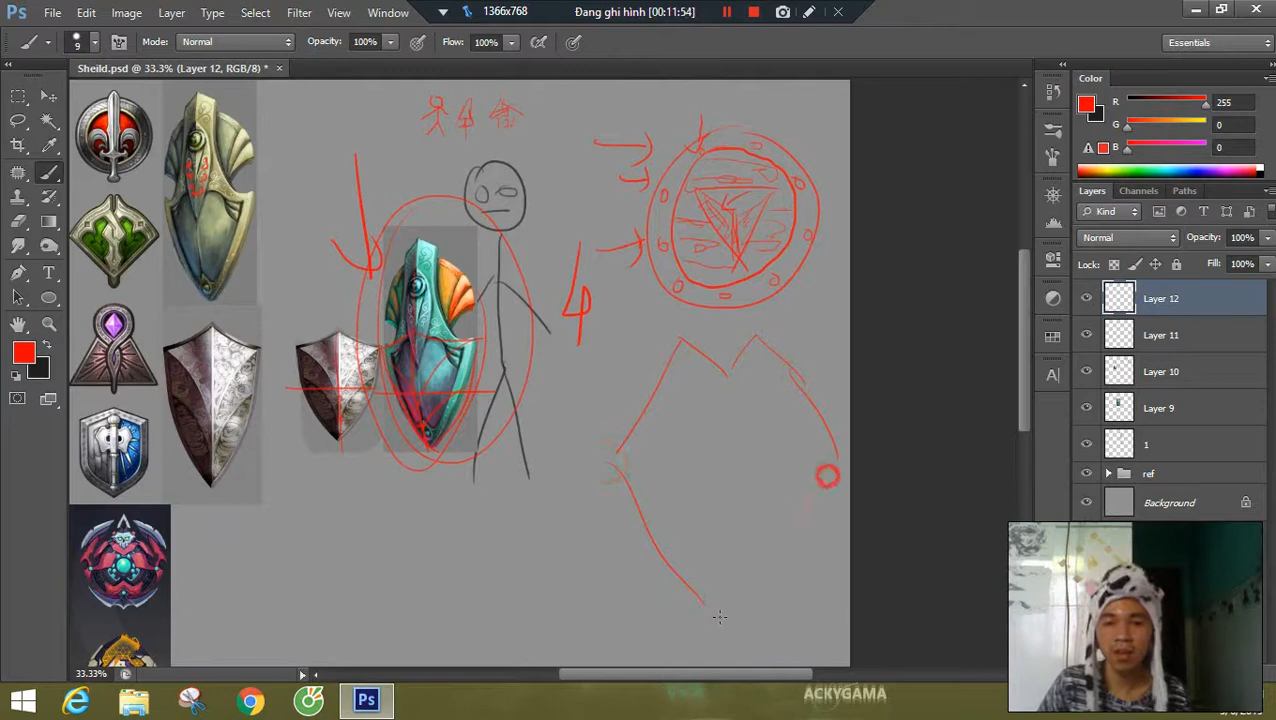 1366x768
Đang ghi hình [00:11:54]
Ps
File
Edit
Image
Layer
Type
Select
Filter
View
Window
9
Mode:
Normal
Opacity:
100%
Flow:
100%
Essentials
Sheild.psd @ 33.3% (Layer 12, RGB/8) *
Color
R
255
G
0
B
0
Layers
Channels
Paths
Kind
Normal
Opacity:
100%
Lock:
Fill:
100%
Layer 12
Layer 11
Layer 10
Layer 9
1
ref
Background
33.33%
Ps
ACKYGAMA